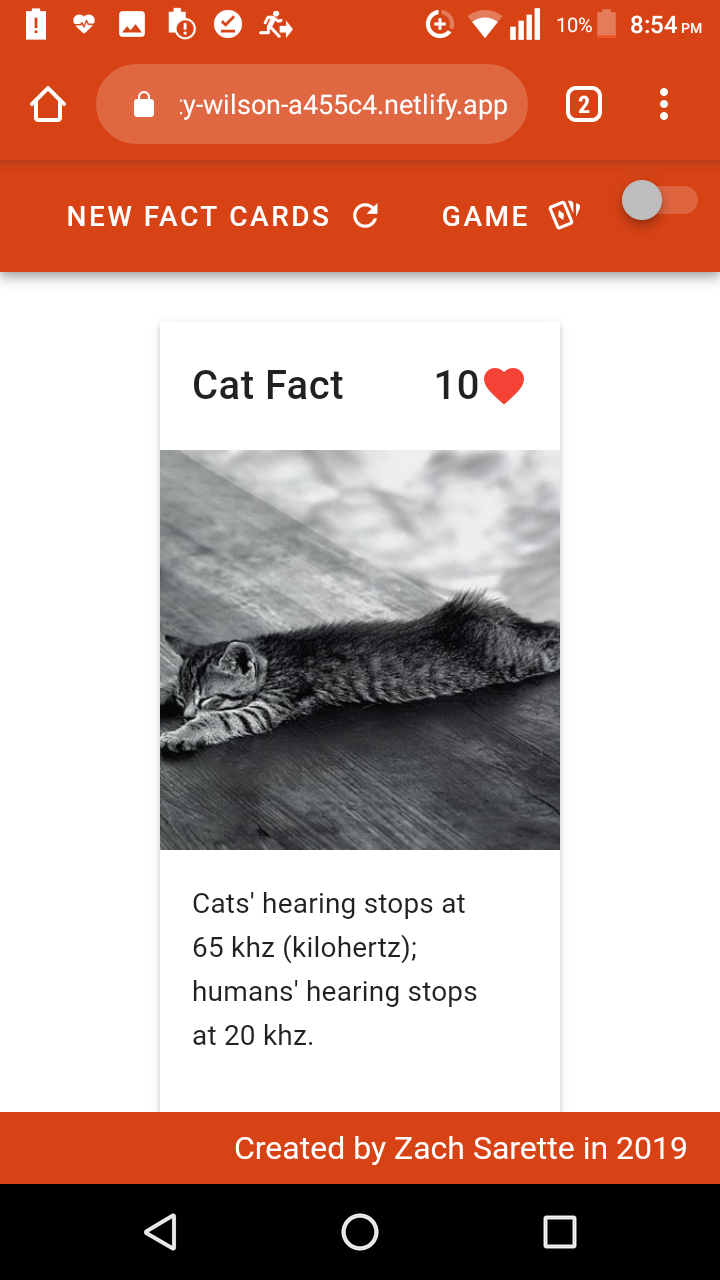 10% 8:54 PM
:y-wilson-a455c4.netlify.app 2
NEW FACT CARDS GAME
Cat Fact 10
Cats' hearing stops at
65 khz (kilohertz);
humans' hearing stops
at 20 khz.
Created by Zach Sarette in 2019